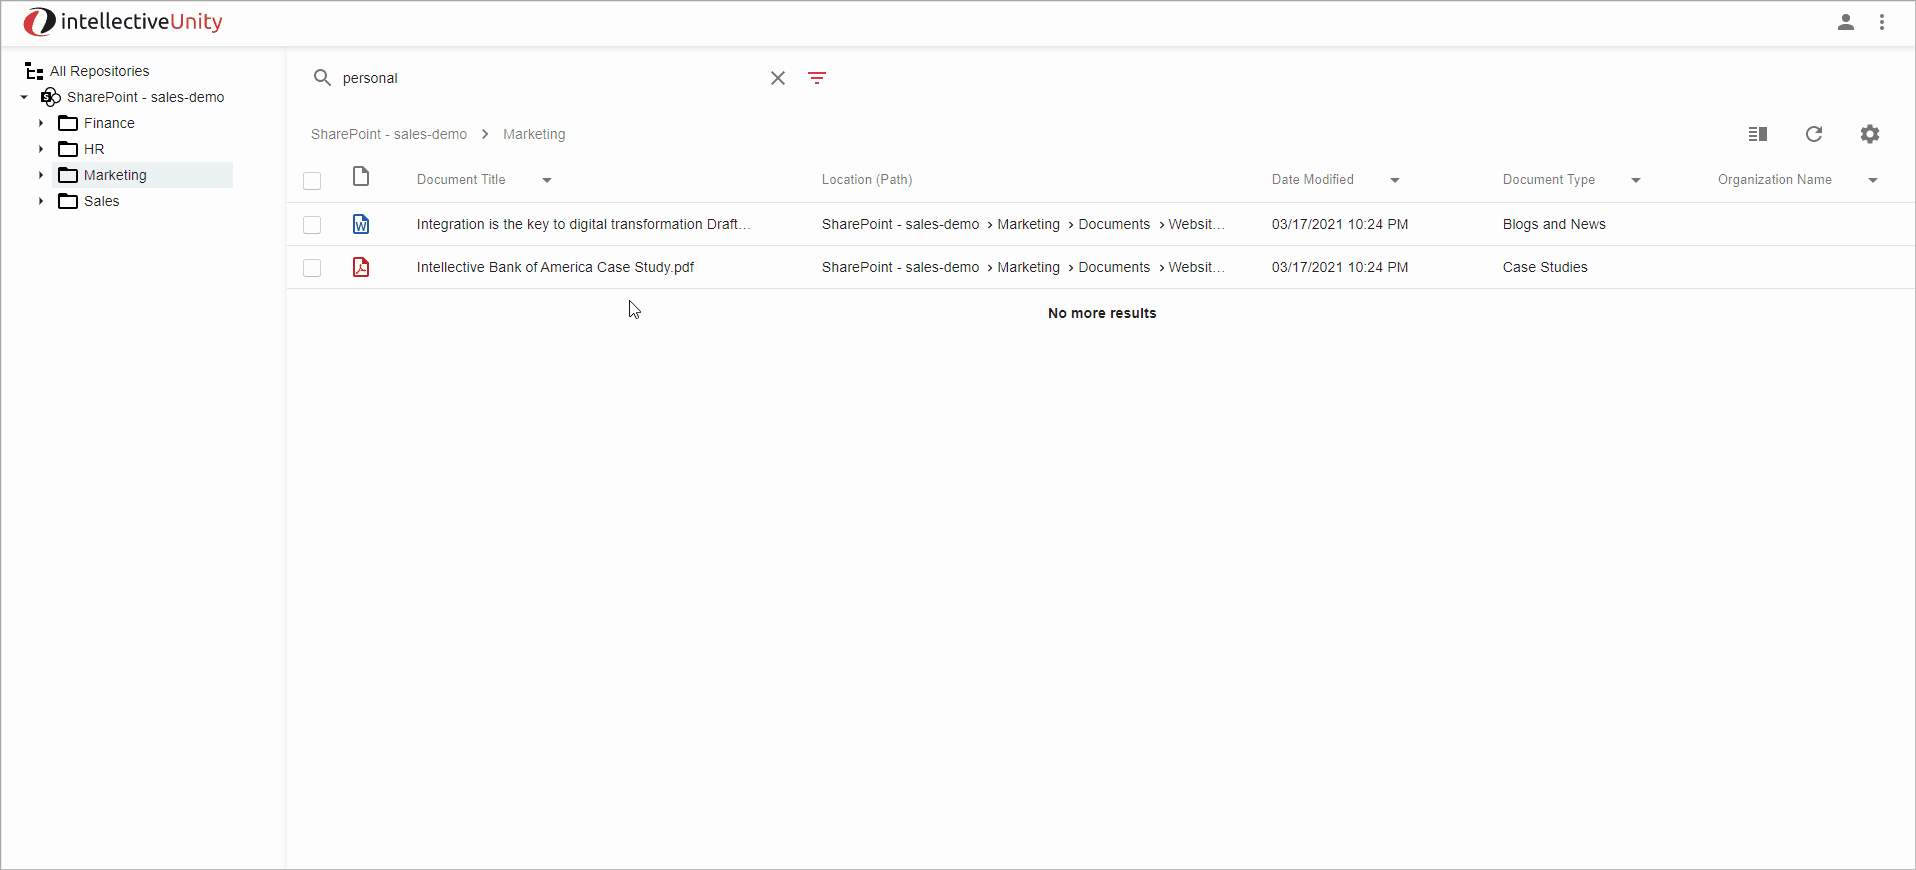 intellectiveUnity
All Repositories
SharePoint - sales-demo
Finance
HR
Marketing
Sales
personal
SharePoint - sales-demo > Marketing
Document Title Location (Path) Date Modified Document Type Organization Name
Integration is the key to digital transformation Draft... SharePoint - sales-demo > Marketing > Documents > Websit... 03/17/2021 10:24 PM Blogs and News
Intellective Bank of America Case Study.pdf SharePoint - sales-demo > Marketing > Documents > Websit... 03/17/2021 10:24 PM Case Studies
No more results